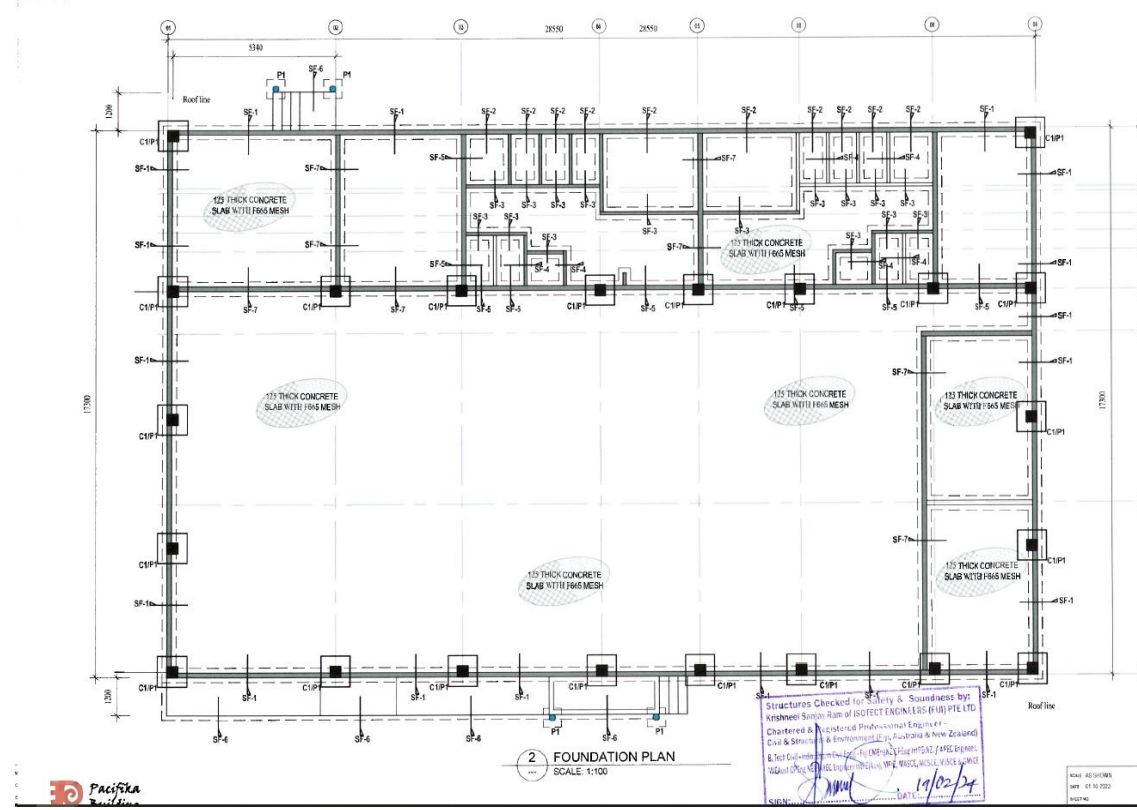 01 02 03 04 05
28550 28550
5340
P1 SF-6 P1
Roof line
1200
SF-1 SF-1 SF-2 SF-2 SF-2 SF-2 SF-2 SF-2 SF-2 SF-2 SF-2 SF-2 SF-1
C1/P1 C1/P1
SF-1 SF-7 SF-5 SF-7 SF-4 SF-4 SF-1
125 THICK CONCRETE
SLAB WITH F665 MESH
SF-3 SF-3 SF-3 SF-3 SF-3 SF-3 SF-3 SF-3
SF-3 SF-3 SF-3 SF-3 SF-3 SF-3 SF-3 SF-3
SF-1 SF-7 SF-7
125 THICK CONCRETE
SLAB WITH F665 MESH
SF-5 SF-4 SF-4 SF-4 SF-4 SF-1
C1/P1 C1/P1 C1/P1 C1/P1 C1/P1 C1/P1 C1/P1 C1/P1
SF-7 SF-7 SF-5 SF-5 SF-5 SF-5 SF-5 SF-5
SF-1
SF-1 SF-1
SF-7
17300 17300
125 THICK CONCRETE
SLAB WITH F665 MESH
125 THICK CONCRETE
SLAB WITH F665 MESH
125 THICK CONCRETE
SLAB WITH F665 MESH
C1/P1 C1/P1
SF-7
C1/P1 C1/P1
125 THICK CONCRETE
SLAB WITH F665 MESH
125 THICK CONCRETE
SLAB WITH F665 MESH
SF-1 SF-1
C1/P1 C1/P1 C1/P1 C1/P1 C1/P1 C1/P1 C1/P1
SF-1 SF-1 SF-1 SF-1 SF-1 SF-1
1200
Roof line
SF-6 SF-6 P1 SF-6 P1
2 FOUNDATION PLAN
SCALE: 1:100
Structures Checked for Safety & Soundness by:
Krishneel Sanjay Ram of ISOTECT ENGINEERS (FIJI) PTE LTD
Chartered & Registered Professional Engineer -
Civil & Structural & Environment (Fiji, Australia & New Zealand)
SIGN: DATE: 19/02/24
Pacifika
Building
SCALE AS SHOWN
DATE 01 10 2023
SHEET NO